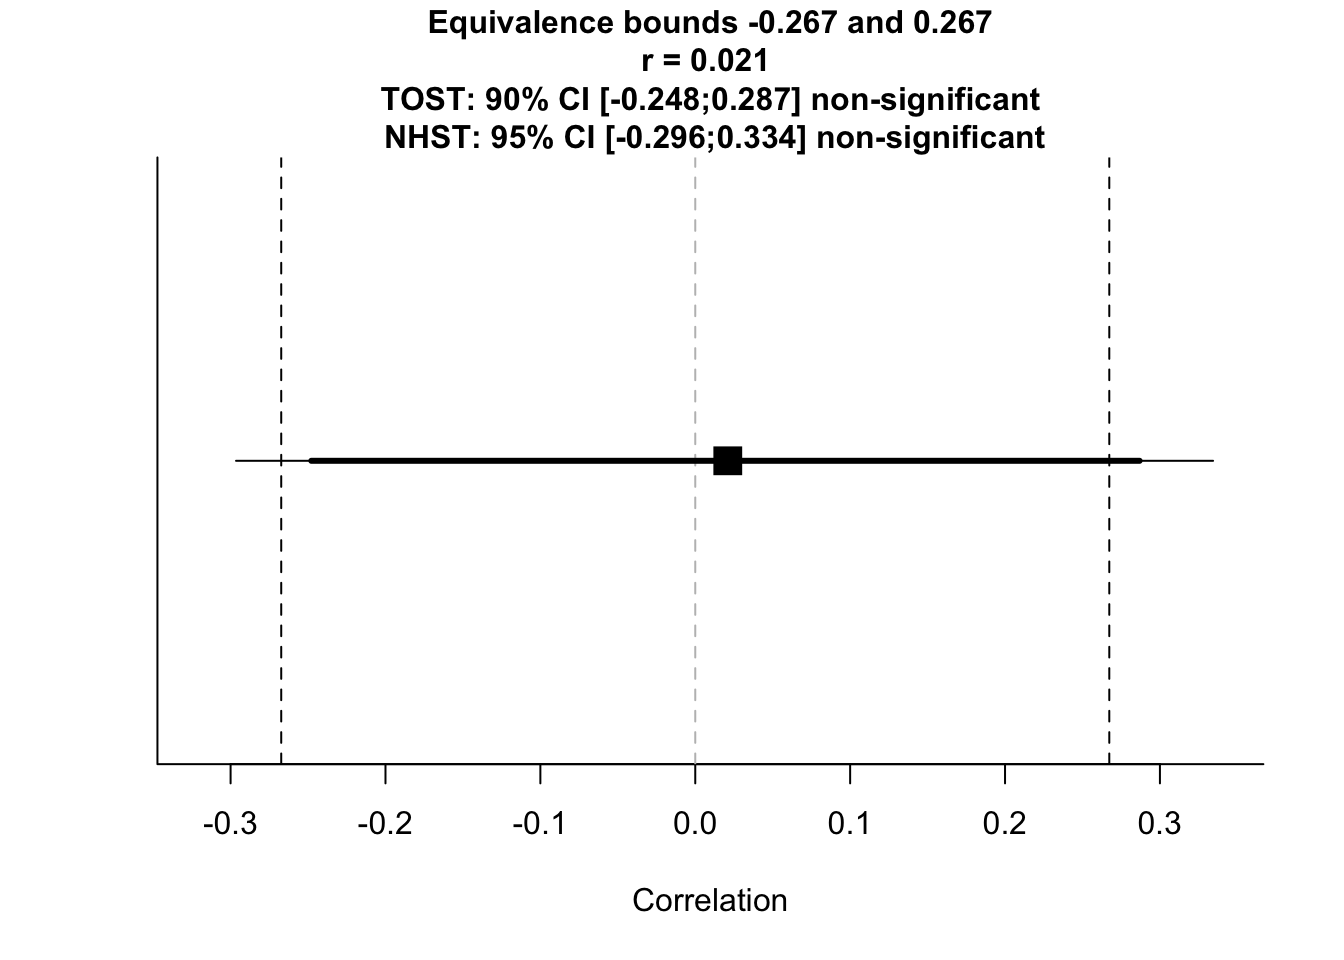 Equivalence bounds -0.267 and 0.267
r = 0.021
TOST: 90% CI [-0.248;0.287] non-significant
NHST: 95% CI [-0.296;0.334] non-significant
-0.3 -0.2 -0.1 0.0 0.1 0.2 0.3
Correlation